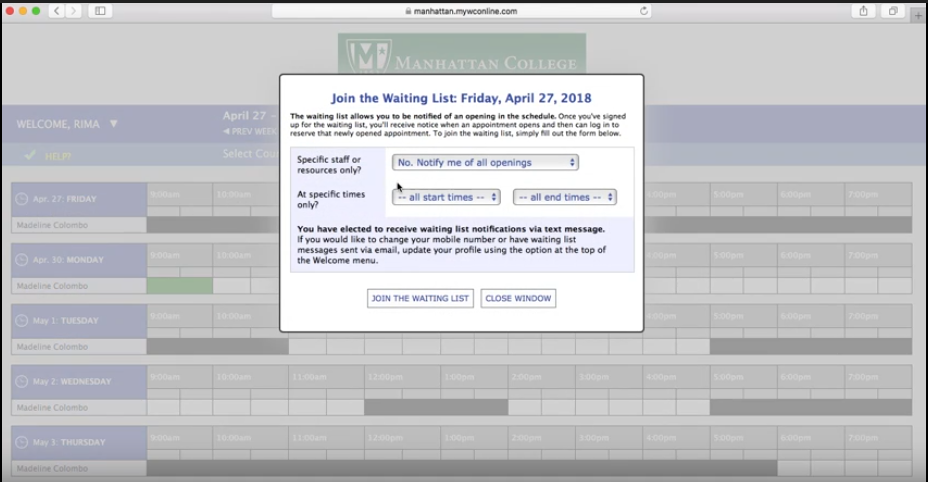 manhattan.mywconline.com
MANHATTAN COLLEGE
WELCOME, RIMA
April 27 -
PREV WEEK
HELP?
Join the Waiting List: Friday, April 27, 2018
The waiting list allows you to be notified of an opening in the schedule. Once you've signed
up for the waiting list, you'll receive notice when an appointment opens and then can log in to
reserve that newly opened appointment. To join the waiting list, simply fill out the form below.
Specific staff or
resources only?
No. Notify me of all openings
At specific times
only?
-- all start times --
-- all end times --
You have elected to receive waiting list notifications via text message.
If you would like to change your mobile number or have waiting list
messages sent via email, update your profile using the option at the top of
the Welcome menu.
JOIN THE WAITING LIST
CLOSE WINDOW
Apr. 27: FRIDAY 9:00am 10:00am 4:00pm 5:00pm 6:00pm 7:00pm
Madeline Colombo
Apr. 30: MONDAY 9:00am 10:00am 4:00pm 5:00pm 6:00pm 7:00pm
Madeline Colombo
May 1: TUESDAY 9:00am 10:00am 4:00pm 5:00pm 6:00pm 7:00pm
Madeline Colombo
May 2: WEDNESDAY 9:00am 10:00am 11:00am 12:00pm 1:00pm 2:00pm 3:00pm 4:00pm 5:00pm 6:00pm 7:00pm
Madeline Colombo
May 3: THURSDAY 9:00am 10:00am 11:00am 12:00pm 1:00pm 2:00pm 3:00pm 4:00pm 5:00pm 6:00pm 7:00pm
Madeline Colombo